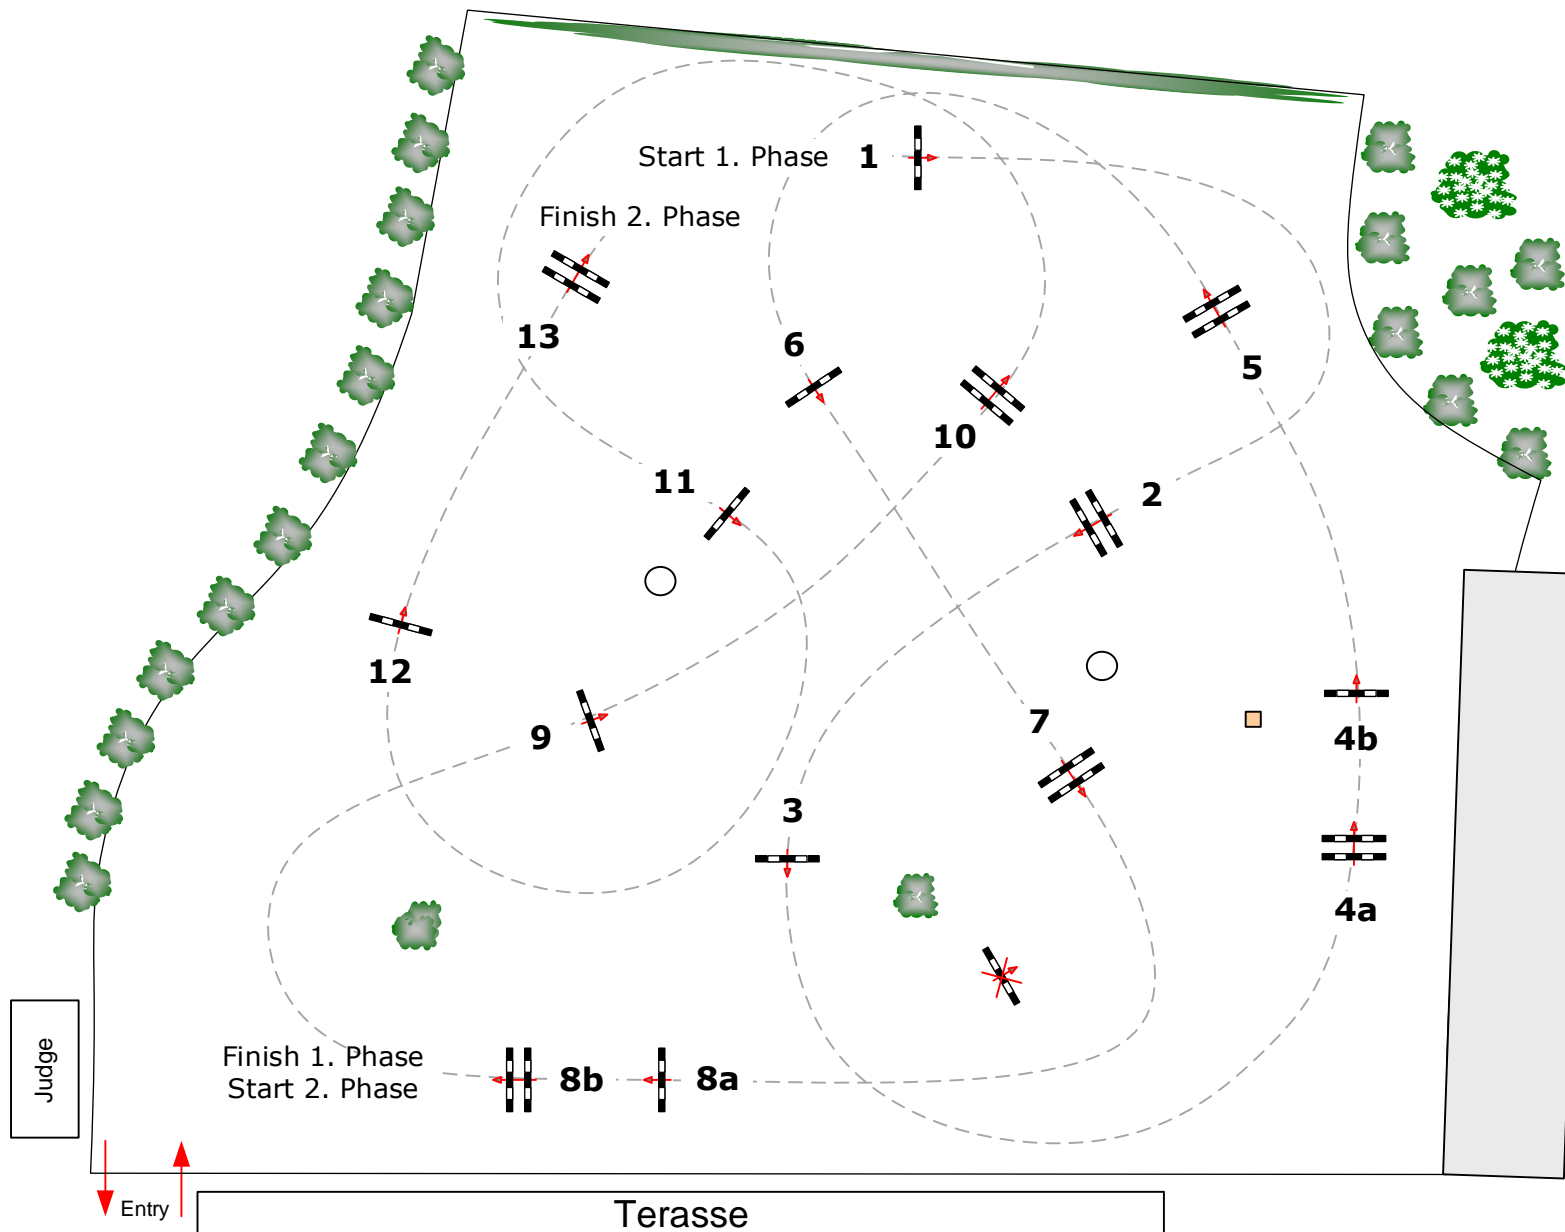 Start 1. Phase 1
Finish 2. Phase
13
6
5
10
11
2
12
9
7
4b
3
4a
Finish 1. Phase
Start 2. Phase
8b
8a
Judge
Entry
Terasse